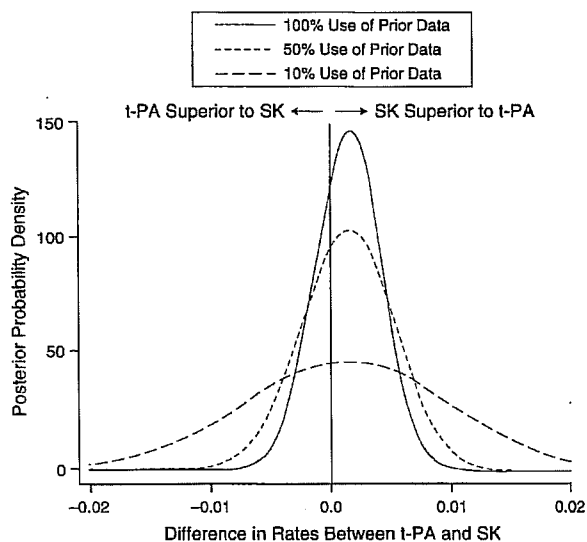 100% Use of Prior Data
50% Use of Prior Data
10% Use of Prior Data
t-PA Superior to SK ← → SK Superior to t-PA
150
100
50
0
Posterior Probability Density
-0.02 -0.01 0.0 0.01 0.02
Difference in Rates Between t-PA and SK